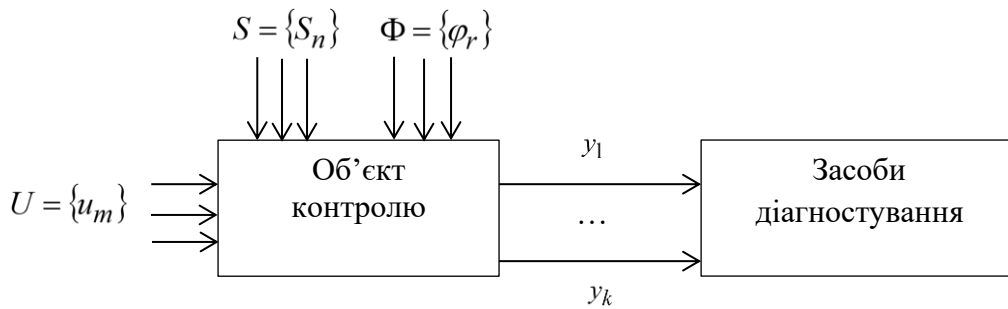 S = {S_n} Φ = {φ_r}
U = {u_m}
Об’єкт
контролю
y_1
…
y_k
Засоби
діагностування